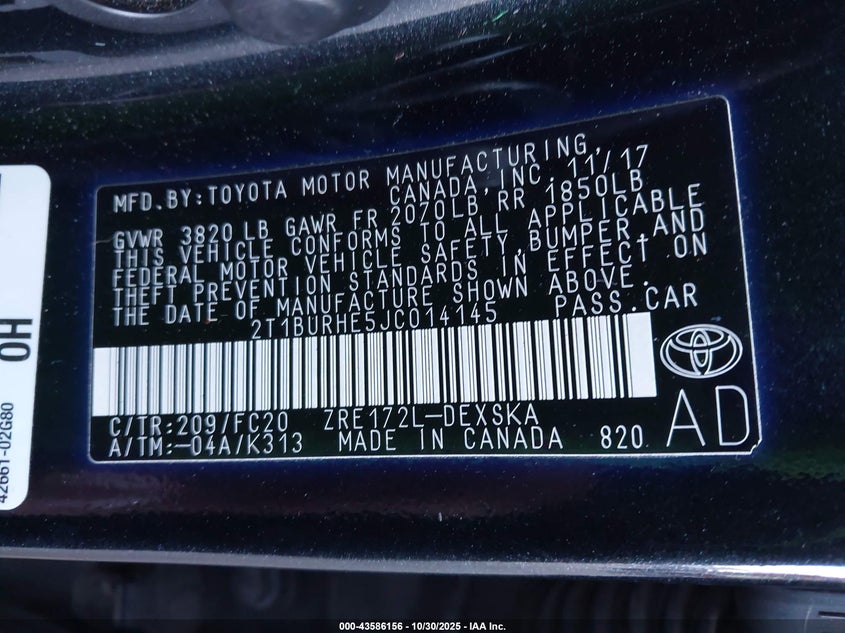 MFD.BY:TOYOTA MOTOR MANUFACTURING,
CANADA, INC. 11/17
GVWR 3820 LB GAWR FR 2070LB RR 1850LB
THIS VEHICLE CONFORMS TO ALL APPLICABLE
FEDERAL MOTOR VEHICLE SAFETY,BUMPER,AND
THEFT PREVENTION STANDARDS IN EFFECT ON
THE DATE OF MANUFACTURE SHOWN ABOVE.
2T1BURHE5JC014145 PASS.CAR
C/TR:209/FC20 ZRE172L-DEXSKA
A/TM:-04A/K313 MADE IN CANADA 820
AD
OH
42661-02G80
000-43586156 - 10/30/2025 - IAA Inc.